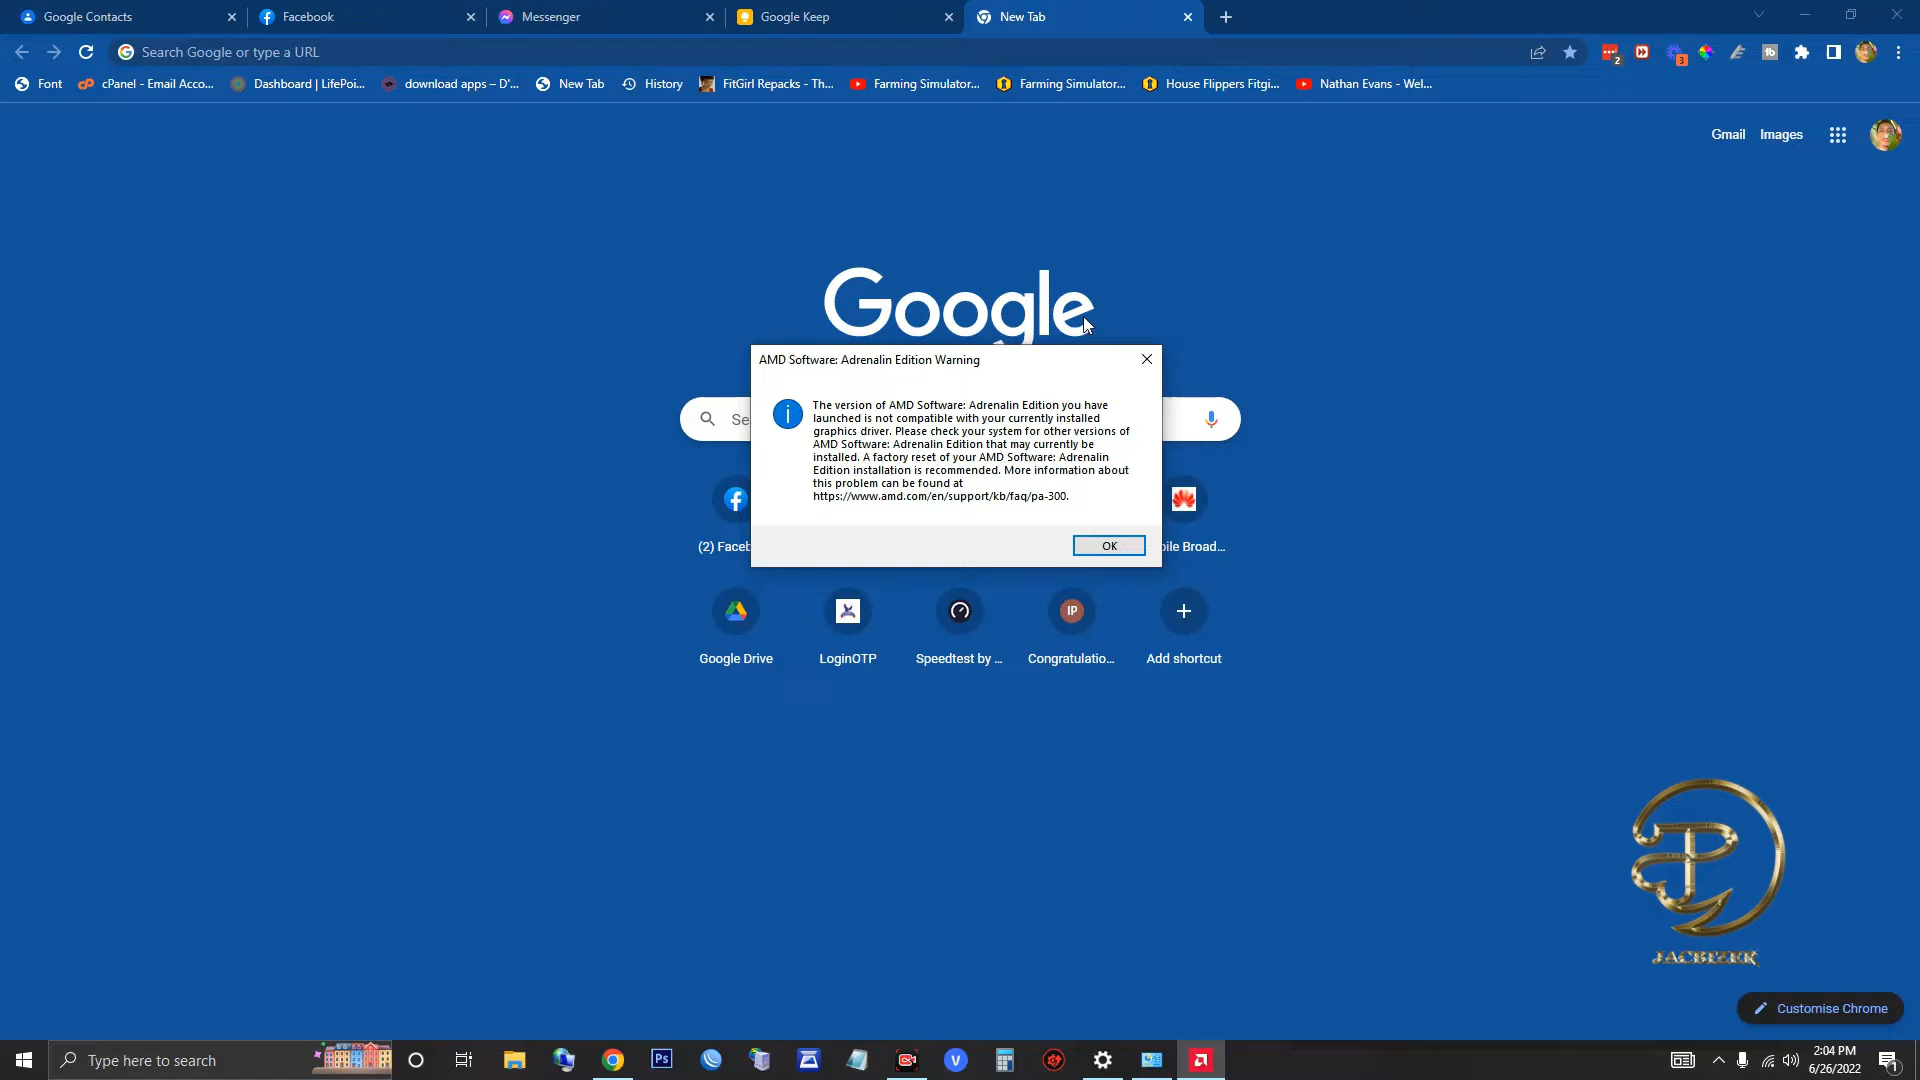 Google Contacts
Facebook
Messenger
Google Keep
New Tab
Search Google or type a URL
2
3
Font
cPanel - Email Acco...
Dashboard | LifePoi...
download apps – D'...
New Tab
History
FitGirl Repacks - Th...
Farming Simulator...
Farming Simulator...
House Flippers Fitgi...
Nathan Evans - Wel...
Gmail
Images
Google
AMD Software: Adrenalin Edition Warning
The version of AMD Software: Adrenalin Edition you have
launched is not compatible with your currently installed
graphics driver. Please check your system for other versions of
AMD Software: Adrenalin Edition that may currently be
installed. A factory reset of your AMD Software: Adrenalin
Edition installation is recommended. More information about
this problem can be found at
https://www.amd.com/en/support/kb/faq/pa-300.
OK
Se
(2) Faceb
bile Broad...
IP
Google Drive
LoginOTP
Speedtest by ...
Congratulatio...
Add shortcut
JACBEZER
Customise Chrome
Type here to search
Ps
V
2:04 PM
6/26/2022
1